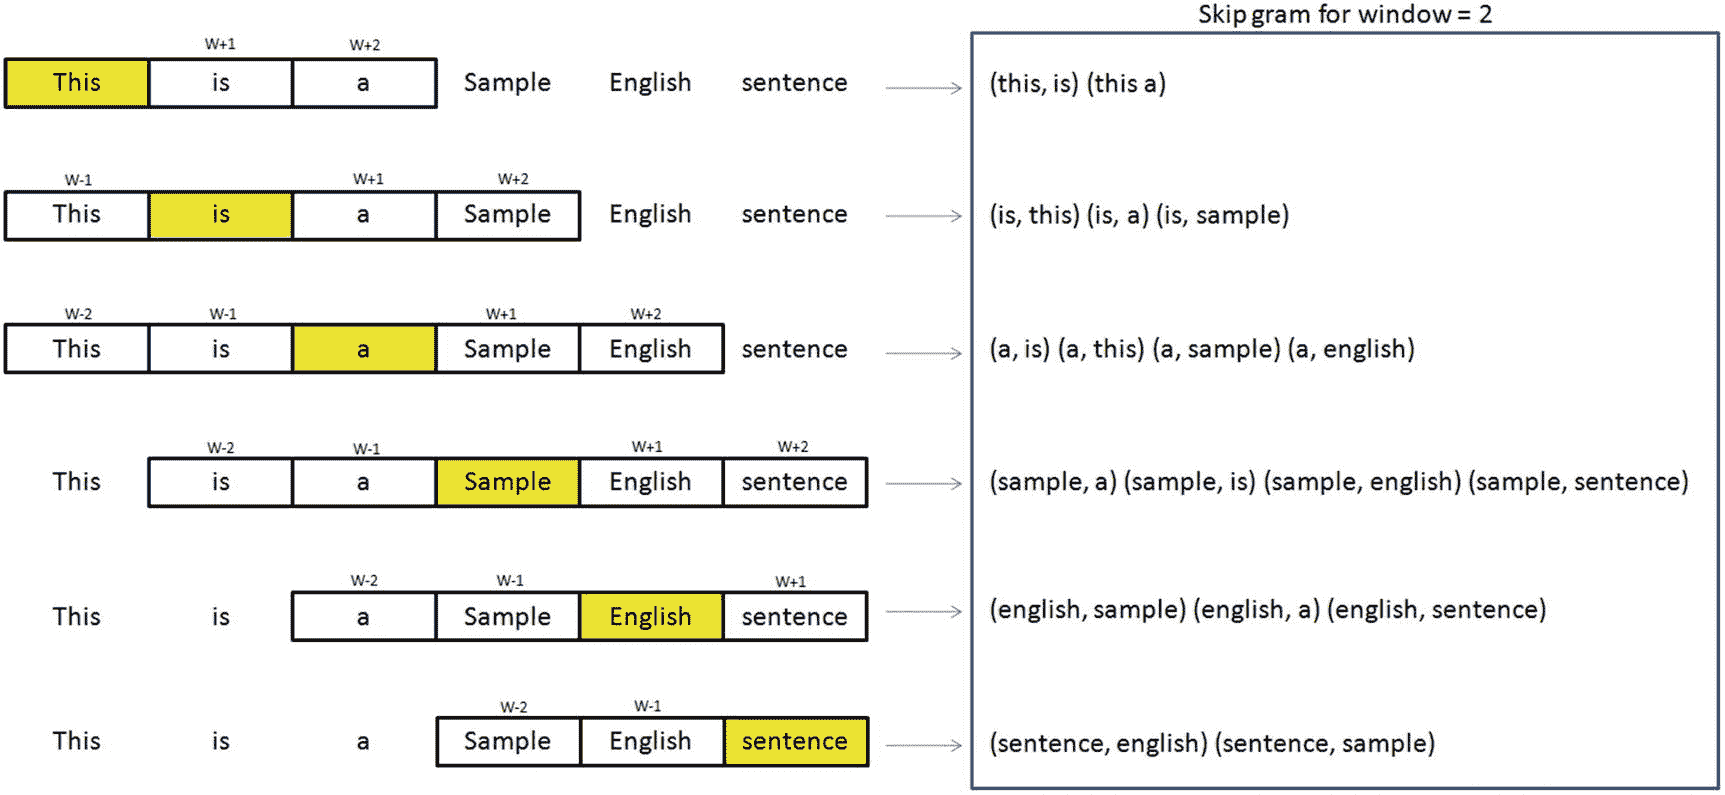 Skip gram for window = 2
W+1 W+2
This is a Sample English sentence (this, is) (this a)
W-1 W+1 W+2
This is a Sample English sentence (is, this) (is, a) (is, sample)
W-2 W-1 W+1 W+2
This is a Sample English sentence (a, is) (a, this) (a, sample) (a, english)
W-2 W-1 W+1 W+2
This is a Sample English sentence (sample, a) (sample, is) (sample, english) (sample, sentence)
W-2 W-1 W+1
This is a Sample English sentence (english, sample) (english, a) (english, sentence)
W-2 W-1
This is a Sample English sentence (sentence, english) (sentence, sample)